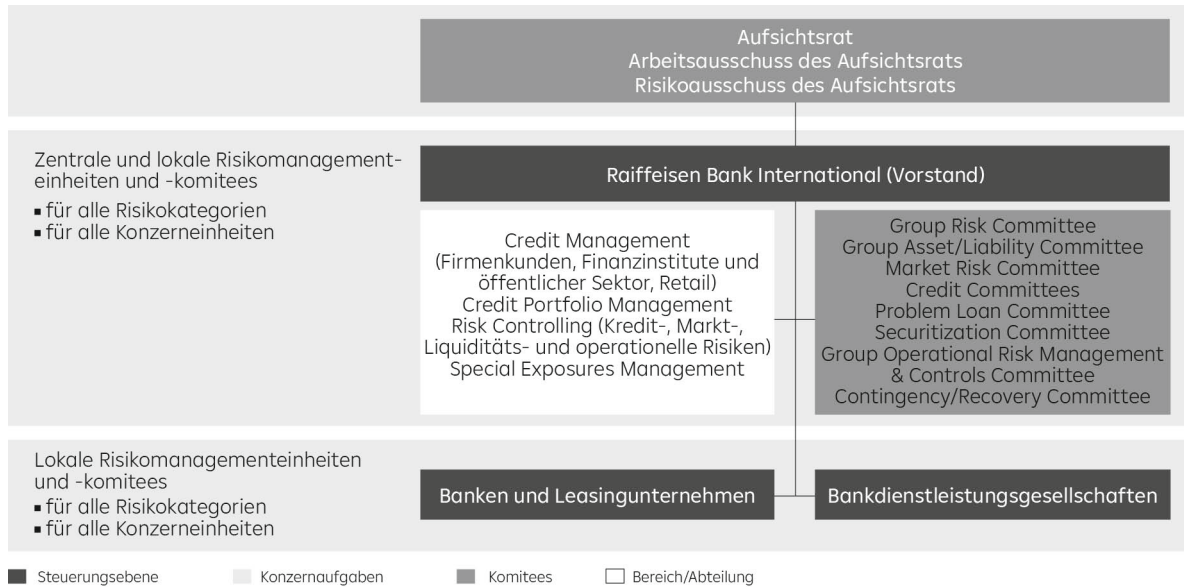 Aufsichtsrat
Arbeitsausschuss des Aufsichtsrats
Risikoausschuss des Aufsichtsrats
Zentrale und lokale Risikomanagement-
einheiten und -komitees
▪ für alle Risikokategorien
▪ für alle Konzerneinheiten
Raiffeisen Bank International (Vorstand)
Credit Management
(Firmenkunden, Finanzinstitute und
öffentlicher Sektor, Retail)
Credit Portfolio Management
Risk Controlling (Kredit-, Markt-,
Liquiditäts- und operationelle Risiken)
Special Exposures Management
Group Risk Committee
Group Asset/Liability Committee
Market Risk Committee
Credit Committees
Problem Loan Committee
Securitization Committee
Group Operational Risk Management
& Controls Committee
Contingency/Recovery Committee
Lokale Risikomanagementeinheiten
und -komitees
▪ für alle Risikokategorien
▪ für alle Konzerneinheiten
Banken und Leasingunternehmen
Bankdienstleistungsgesellschaften
Steuerungsebene
Konzernaufgaben
Komitees
Bereich/Abteilung